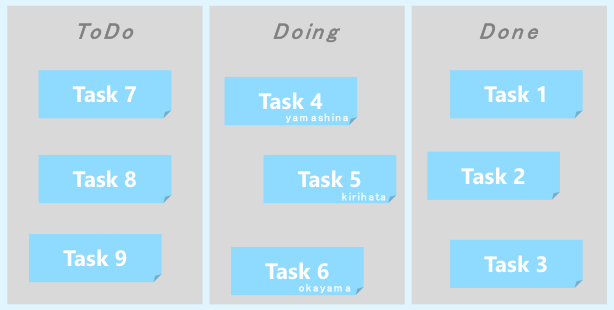 ToDo
Task 7
Task 8
Task 9
Doing
Task 4
yamashina
Task 5
kirihata
Task 6
okayama
Done
Task 1
Task 2
Task 3